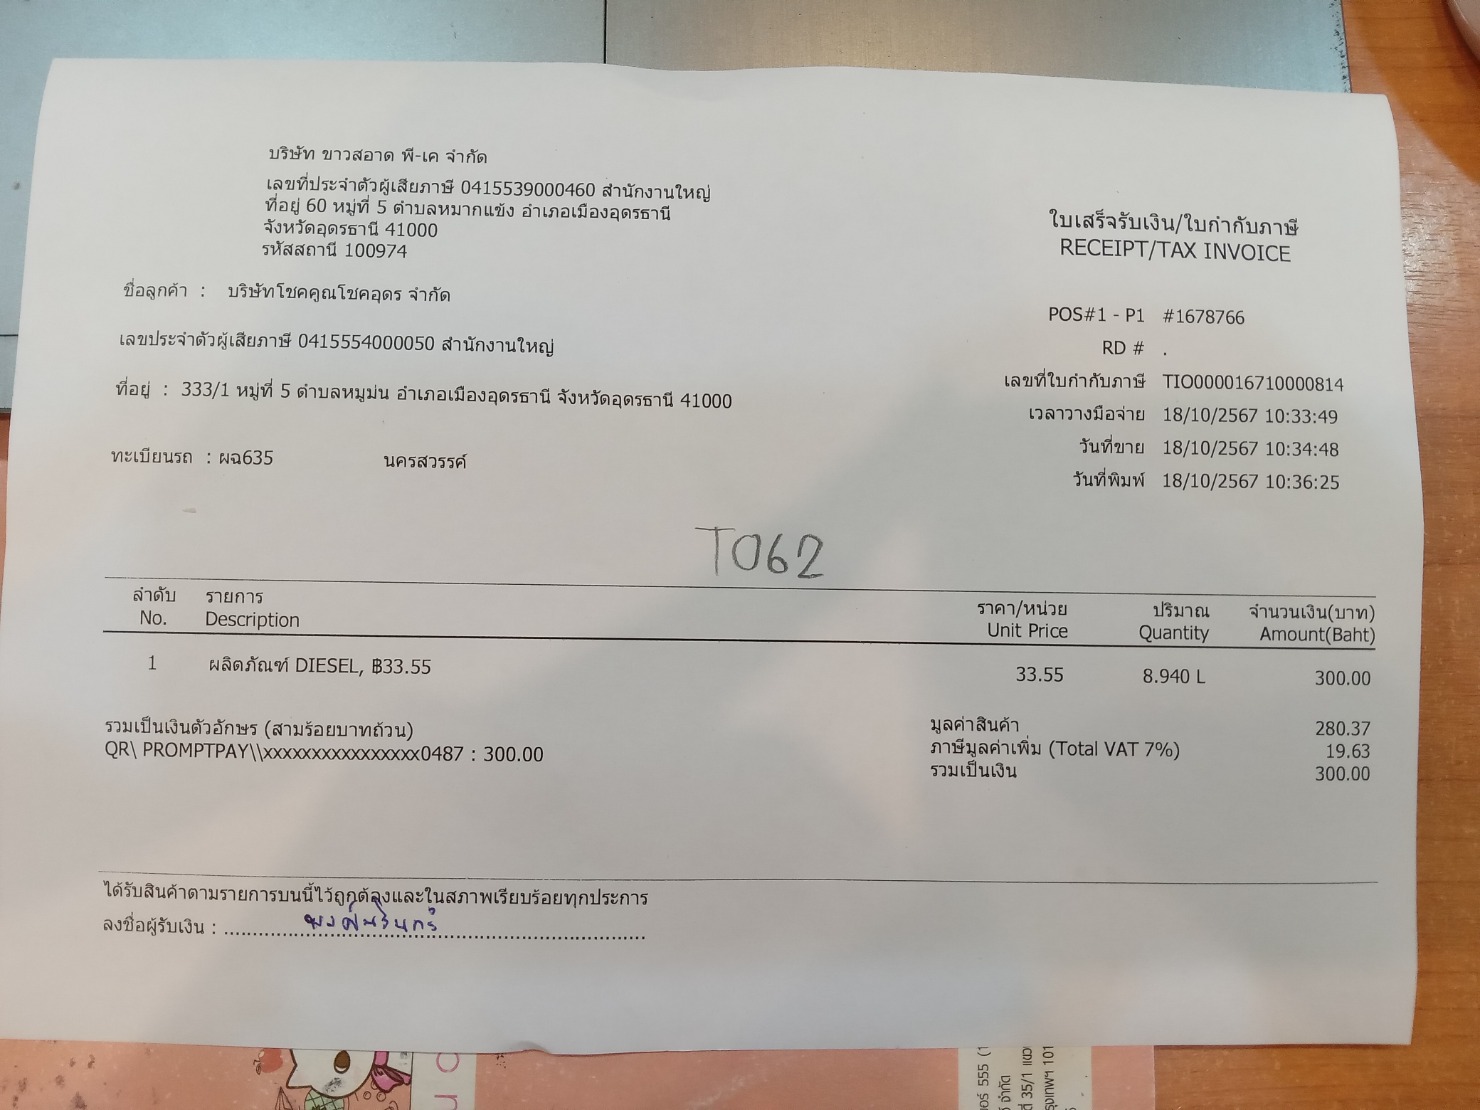 บริษัท ขาวสอาด พี-เค จำกัด
เลขที่ประจำตัวผู้เสียภาษี 0415539000460 สำนักงานใหญ่
ที่อยู่ 60 หมู่ที่ 5 ตำบลหมากแข้ง อำเภอเมืองอุดรธานี
จังหวัดอุดรธานี 41000
รหัสสถานี 100974
ใบเสร็จรับเงิน/ใบกำกับภาษี
RECEIPT/TAX INVOICE
ชื่อลูกค้า : บริษัทโชคคูณโชคอุดร จำกัด
เลขประจำตัวผู้เสียภาษี 0415554000050 สำนักงานใหญ่
ที่อยู่ : 333/1 หมู่ที่ 5 ตำบลหมูม่น อำเภอเมืองอุดรธานี จังหวัดอุดรธานี 41000
ทะเบียนรถ : ผฉ635 นครสวรรค์
POS#1 - P1 #1678766
RD # .
เลขที่ใบกำกับภาษี TIO000016710000814
เวลาวางมือจ่าย 18/10/2567 10:33:49
วันที่ขาย 18/10/2567 10:34:48
วันที่พิมพ์ 18/10/2567 10:36:25
T062
ลำดับ รายการ ราคา/หน่วย ปริมาณ จำนวนเงิน(บาท)
No. Description Unit Price Quantity Amount(Baht)
1 ผลิตภัณฑ์ DIESEL, ฿33.55 33.55 8.940 L 300.00
รวมเป็นเงินตัวอักษร (สามร้อยบาทถ้วน)
QR\ PROMPTPAY\\xxxxxxxxxxxxxxxx0487 : 300.00
มูลค่าสินค้า 280.37
ภาษีมูลค่าเพิ่ม (Total VAT 7%) 19.63
รวมเป็นเงิน 300.00
ได้รับสินค้าตามรายการบนนี้ไว้ถูกต้องและในสภาพเรียบร้อยทุกประการ
ลงชื่อผู้รับเงิน :